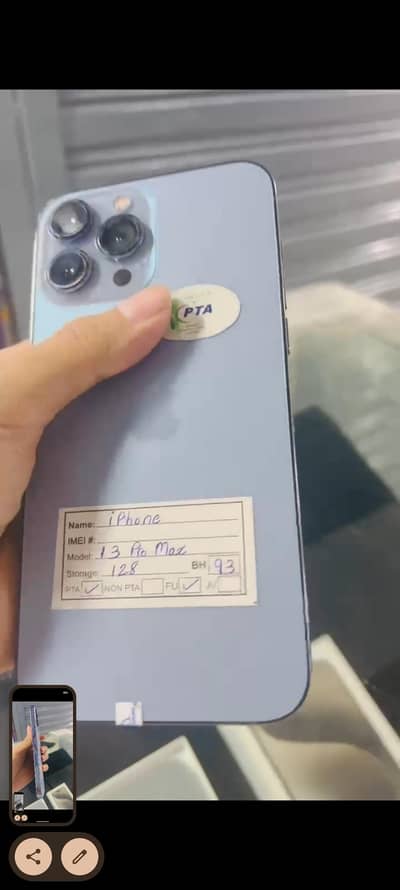 PTA
Name: iPhone
IMEI #:
Model: 13 Pro Max
Storage: 128 BH 93
PTA NON PTA FU